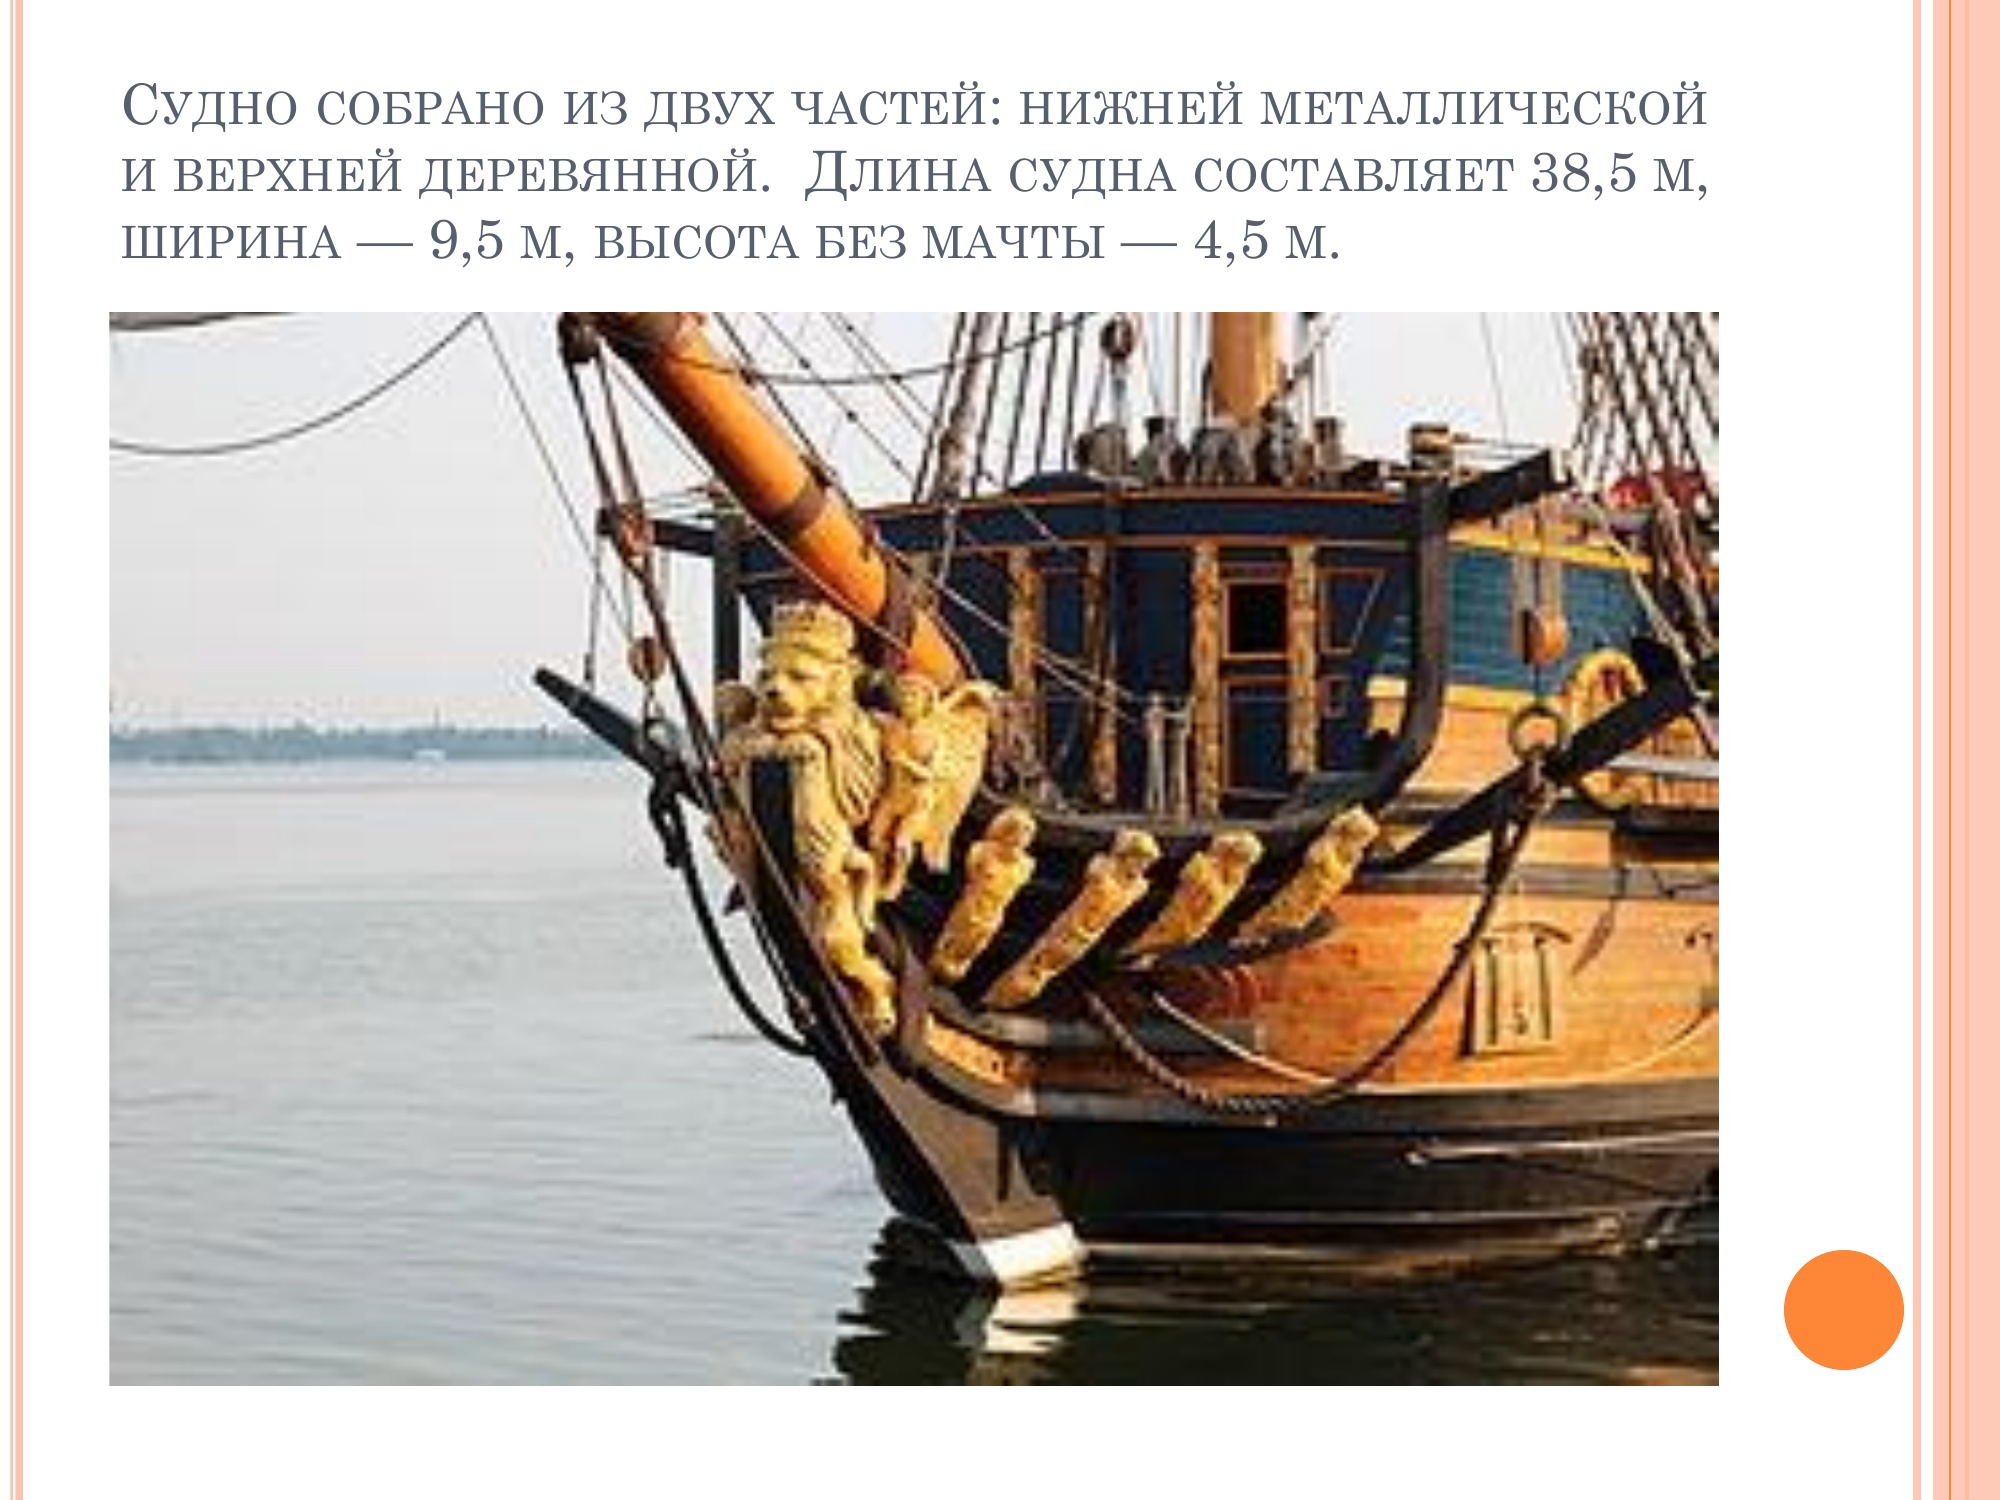 Судно собрано из двух частей: нижней металлической
и верхней деревянной. Длина судна составляет 38,5 м,
ширина — 9,5 м, высота без мачты — 4,5 м.